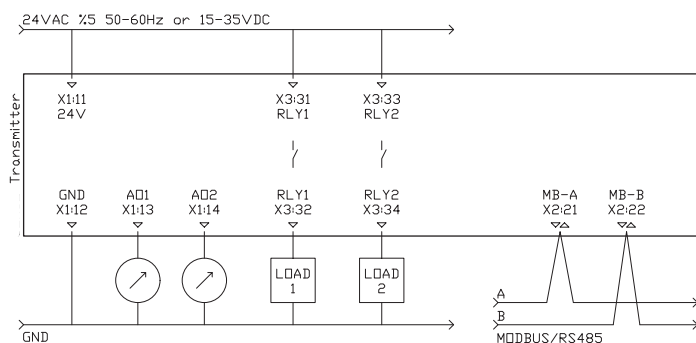 24VAC %5 50-60Hz or 15-35VDC
Transmitter
X1:11 X3:31 X3:33
24V RLY1 RLY2
GND AO1 AO2 RLY1 RLY2 MB-A MB-B
X1:12 X1:13 X1:14 X3:32 X3:34 X2:21 X2:22
LOAD LOAD
1 2
A
B
GND MODBUS/RS485